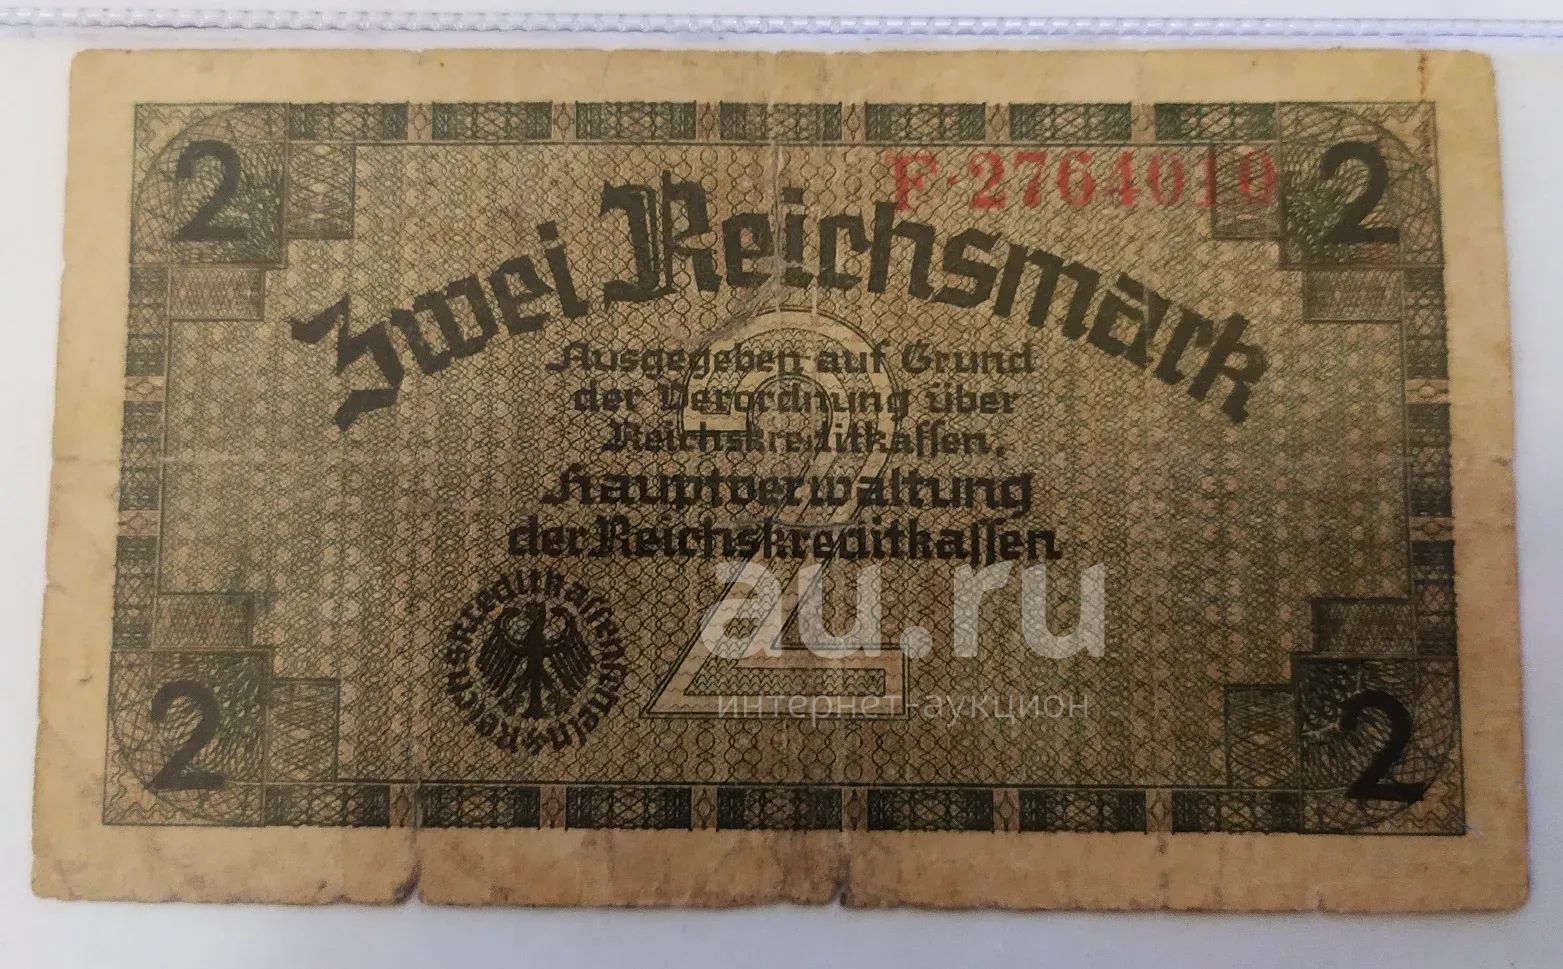 2
F·2764010
2
Zwei Reichsmark
Ausgegeben auf Grund
der Verordnung über
Reichskreditkassen.
Hauptverwaltung
der Reichskreditkassen
2
Reichskreditkassenschein
au.ru
интернет-аукцион
2
2